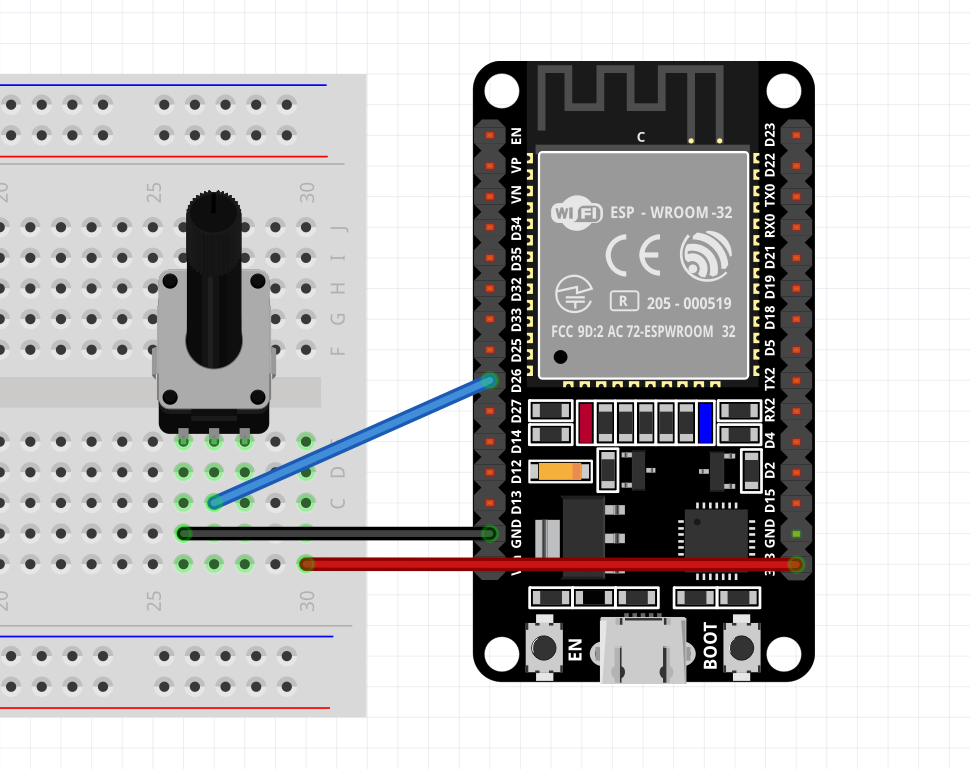 20
25
30
J
I
H
G
F
D
C
20
25
30
C
EN
VP
VN
D34
D35
D32
D33
D25
D26
D27
D14
D12
D13
GND
D23
D22
TX0
RX0
D21
D19
D18
D5
TX2
RX2
D4
D2
D15
GND
WiFi
ESP - WROOM -32
CE
R 205 - 000519
FCC 9D:2 AC 72-ESPWROOM 32
EN
BOOT